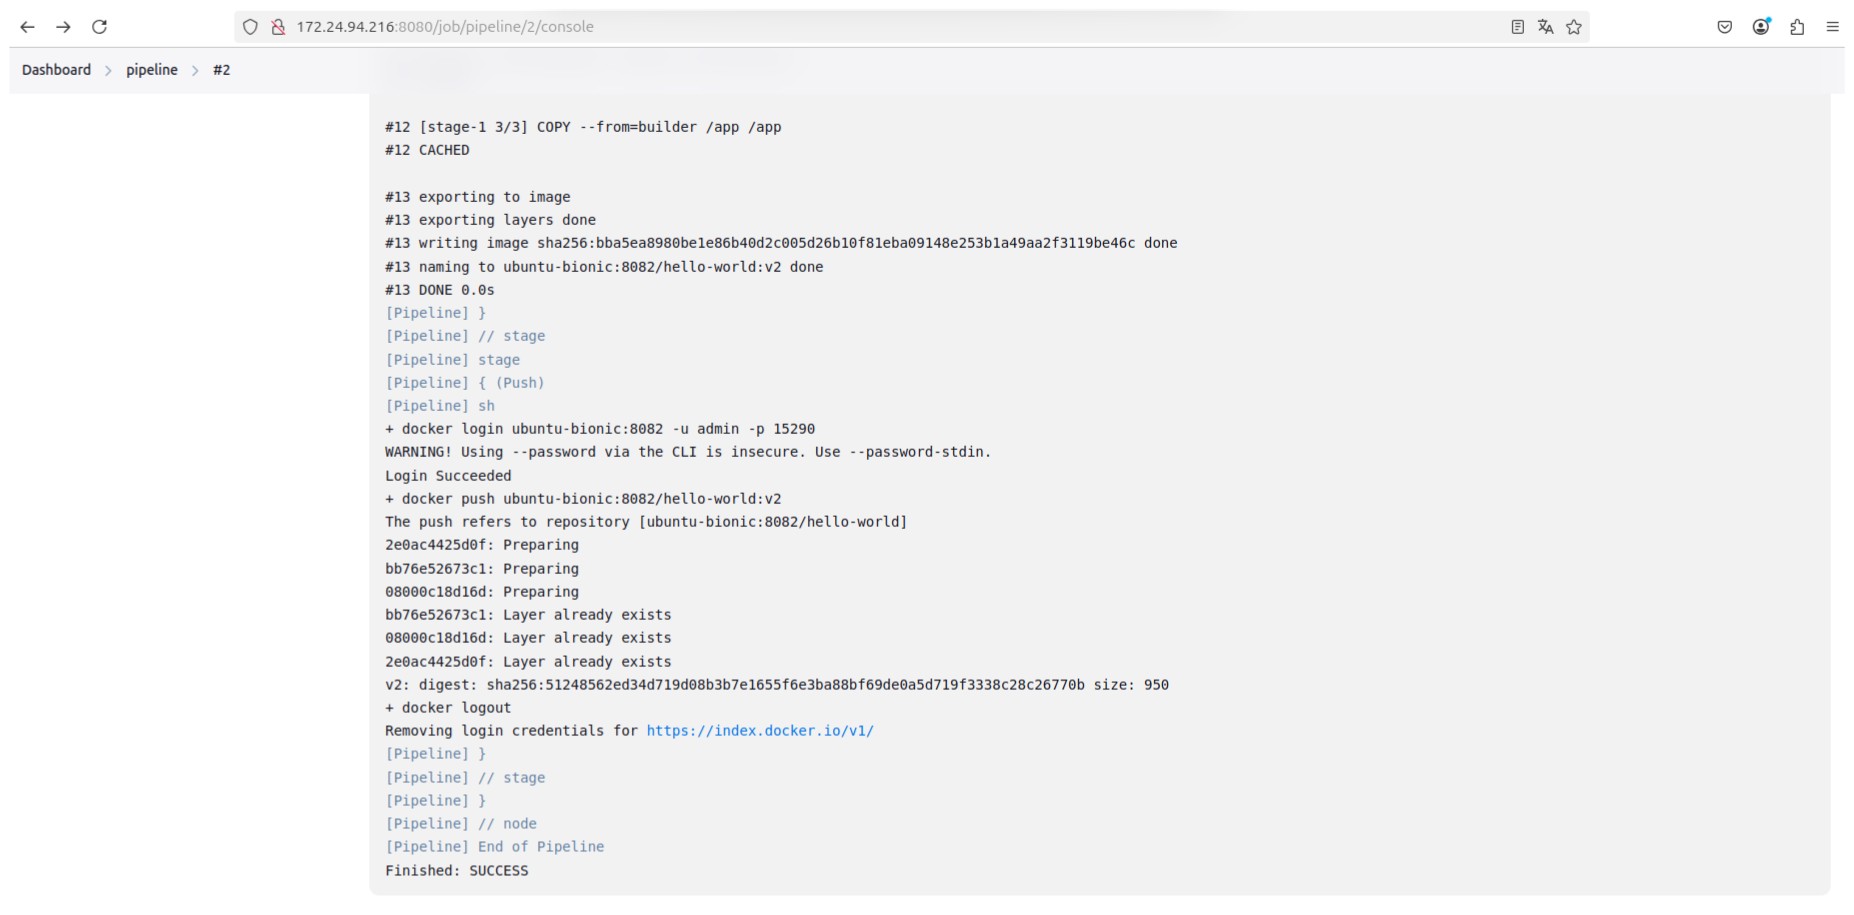 172.24.94.216:8080/job/pipeline/2/console
Dashboard > pipeline > #2
#12 [stage-1 3/3] COPY --from=builder /app /app
#12 CACHED
#13 exporting to image
#13 exporting layers done
#13 writing image sha256:bba5ea8980be1e86b40d2c005d26b10f81eba09148e253b1a49aa2f3119be46c done
#13 naming to ubuntu-bionic:8082/hello-world:v2 done
#13 DONE 0.0s
[Pipeline] }
[Pipeline] // stage
[Pipeline] stage
[Pipeline] { (Push)
[Pipeline] sh
+ docker login ubuntu-bionic:8082 -u admin -p 15290
WARNING! Using --password via the CLI is insecure. Use --password-stdin.
Login Succeeded
+ docker push ubuntu-bionic:8082/hello-world:v2
The push refers to repository [ubuntu-bionic:8082/hello-world]
2e0ac4425d0f: Preparing
bb76e52673c1: Preparing
08000c18d16d: Preparing
bb76e52673c1: Layer already exists
08000c18d16d: Layer already exists
2e0ac4425d0f: Layer already exists
v2: digest: sha256:51248562ed34d719d08b3b7e1655f6e3ba88bf69de0a5d719f3338c28c26770b size: 950
+ docker logout
Removing login credentials for https://index.docker.io/v1/
[Pipeline] }
[Pipeline] // stage
[Pipeline] }
[Pipeline] // node
[Pipeline] End of Pipeline
Finished: SUCCESS